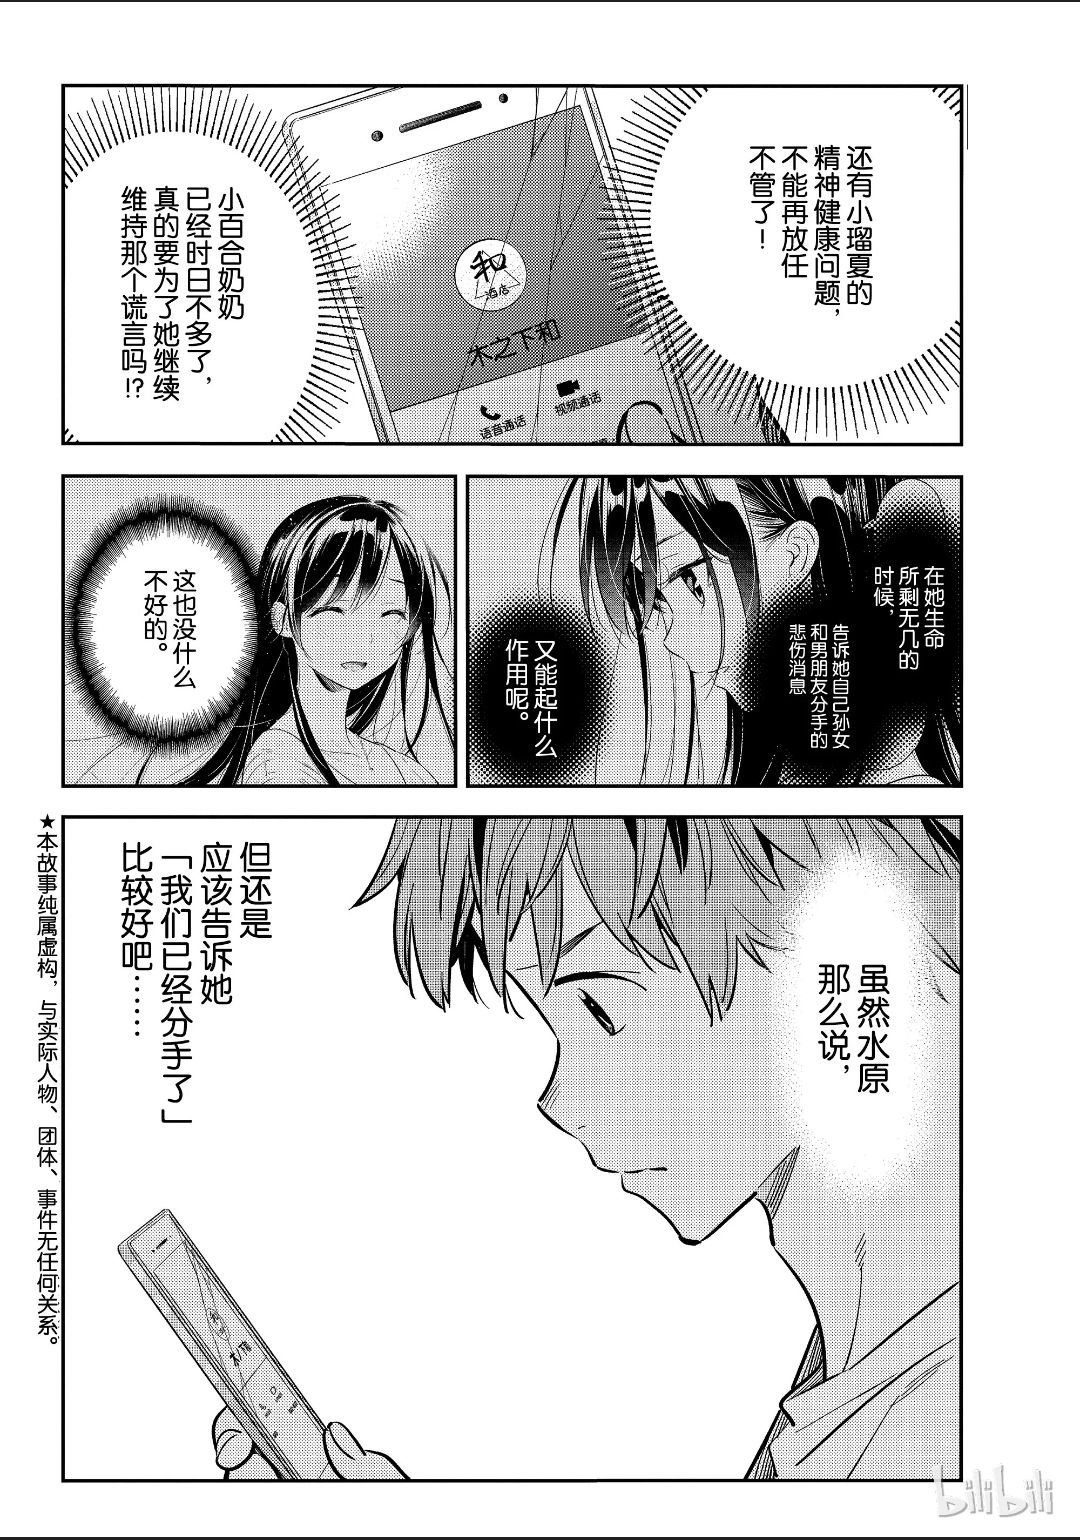 还有小瑠夏的
精神健康问题，
不能再放任
不管了！
小百合奶奶
已经时日不多了，
真的要为了她继续
维持那个谎言吗!?
和
酒店
木之下和
语音通话
视频通话
在她生命
所剩无几的
时候，
告诉她自己孙女
和男朋友分手的
悲伤消息
又能起什么
作用呢。
这也没什么
不好的。
虽然水原
那么说，
但还是
应该告诉她
「我们已经分手了」
比较好吧……
★本故事纯属虚构，与实际人物、团体、事件无任何关系。
bilibili